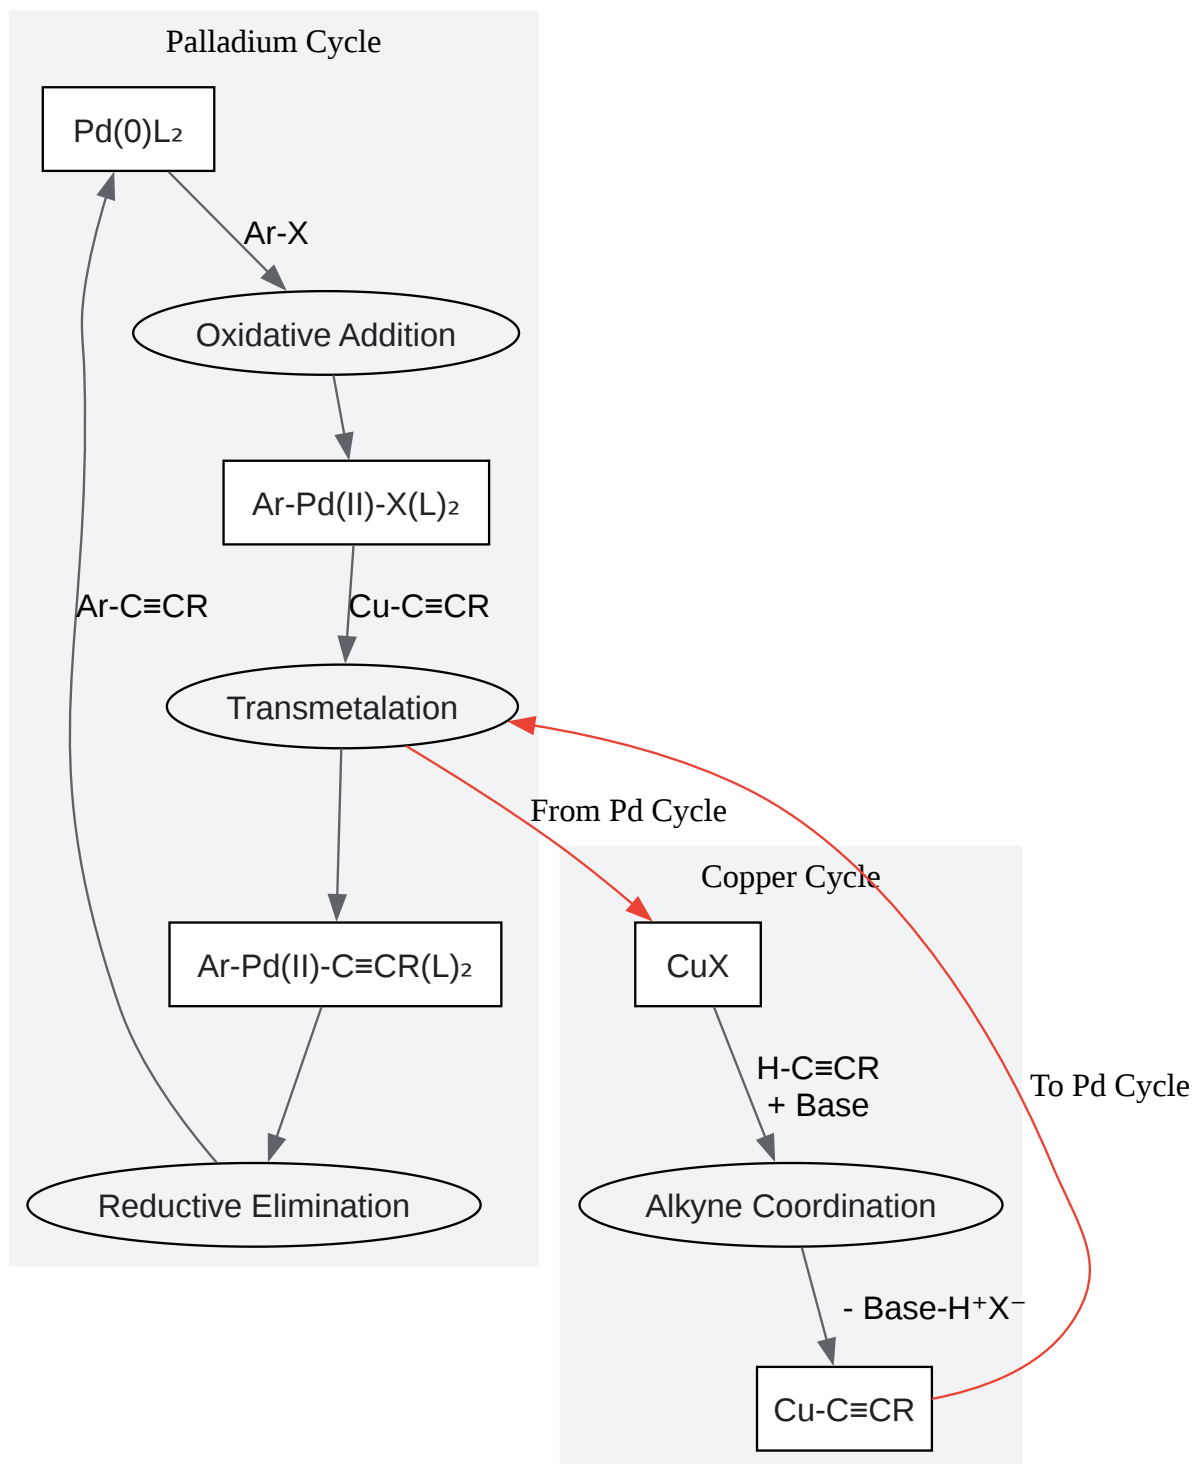 Palladium Cycle
Pd(0)L₂
Ar-X
Oxidative Addition
Ar-Pd(II)-X(L)₂
Ar-C≡CR
Cu-C≡CR
Transmetalation
From Pd Cycle
Copper Cycle
Ar-Pd(II)-C≡CR(L)₂
CuX
H-C≡CR
+ Base
To Pd Cycle
Reductive Elimination
Alkyne Coordination
- Base-H⁺X⁻
Cu-C≡CR